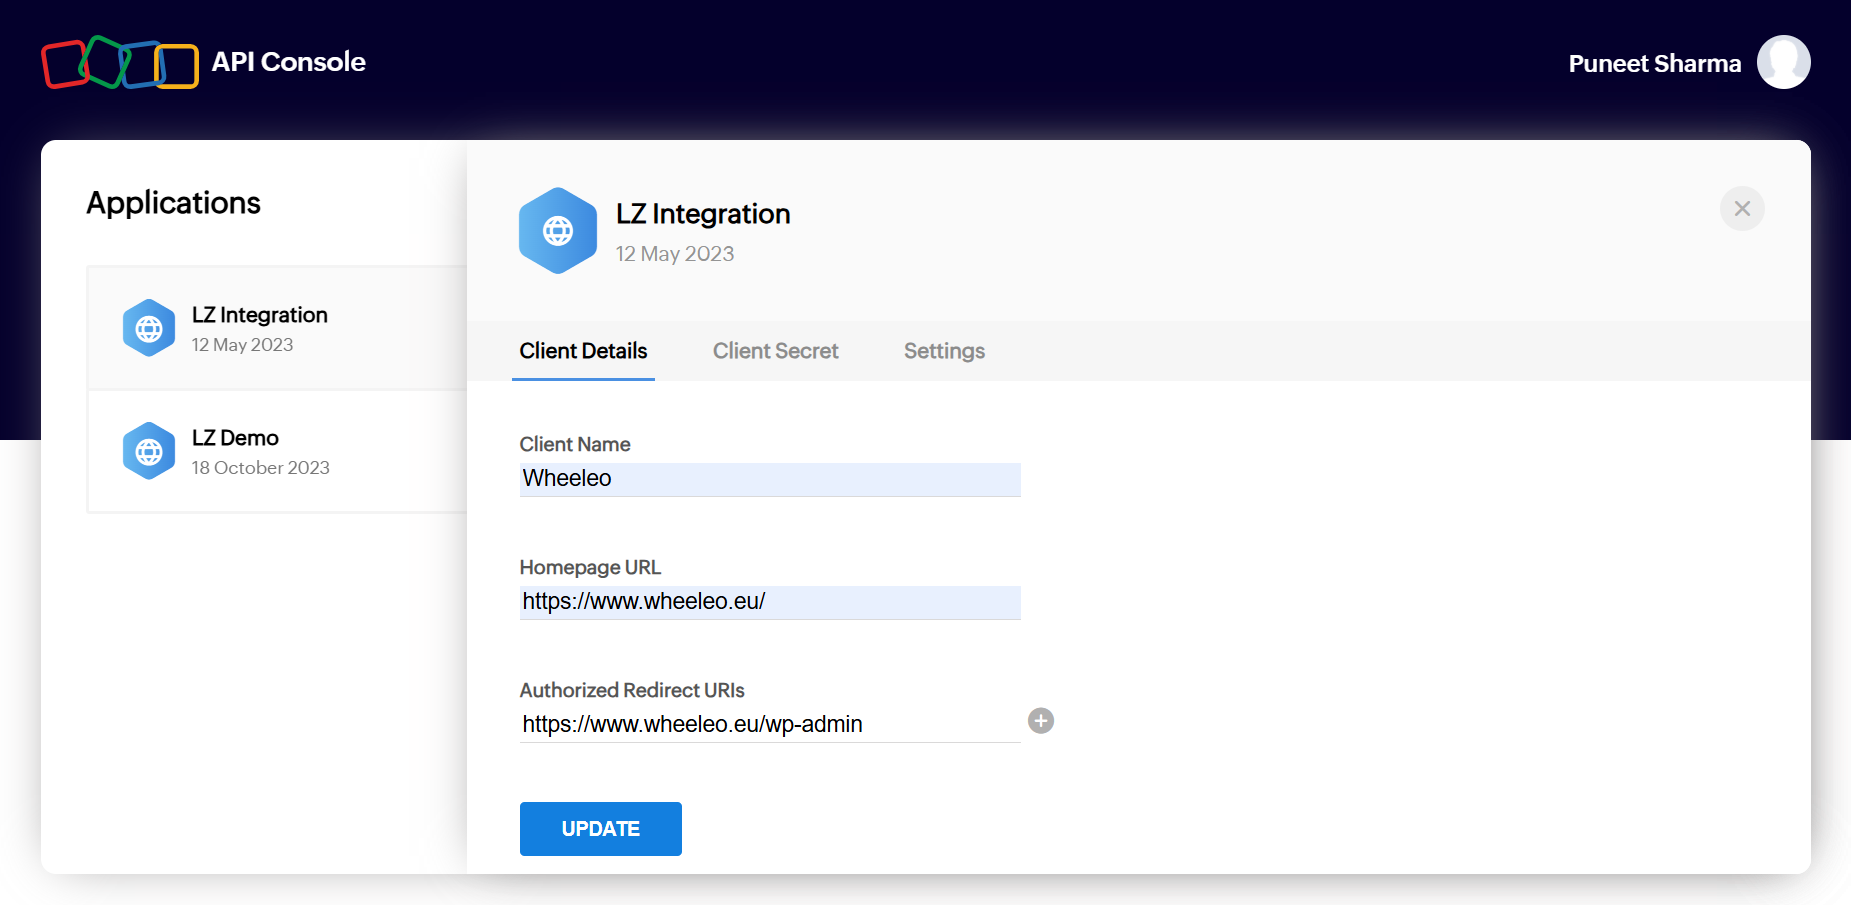 API Console
Puneet Sharma
Applications
LZ Integration
12 May 2023
LZ Demo
18 October 2023
LZ Integration
12 May 2023
Client Details
Client Secret
Settings
Client Name
Wheeleo
Homepage URL
https://www.wheeleo.eu/
Authorized Redirect URIs
https://www.wheeleo.eu/wp-admin
UPDATE